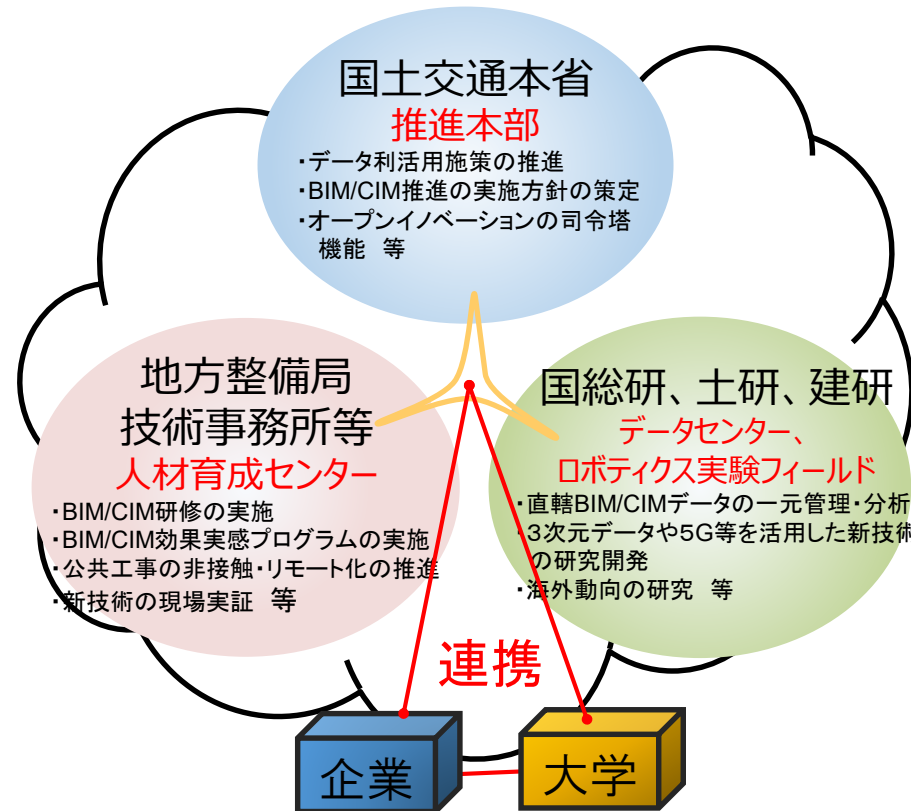 国土交通本省
推進本部
・データ利活用施策の推進
・BIM/CIM推進の実施方針の策定
・オープンイノベーションの司令塔
機能 等
地方整備局
技術事務所等
人材育成センター
・BIM/CIM研修の実施
・BIM/CIM効果実感プログラムの実施
・公共工事の非接触・リモート化の推進
・新技術の現場実証 等
国総研、土研、建研
データセンター、
ロボティクス実験フィールド
・直轄BIM/CIMデータの一元管理・分析
・3次元データや5G等を活用した新技術
の研究開発
・海外動向の研究 等
連携
企業
大学